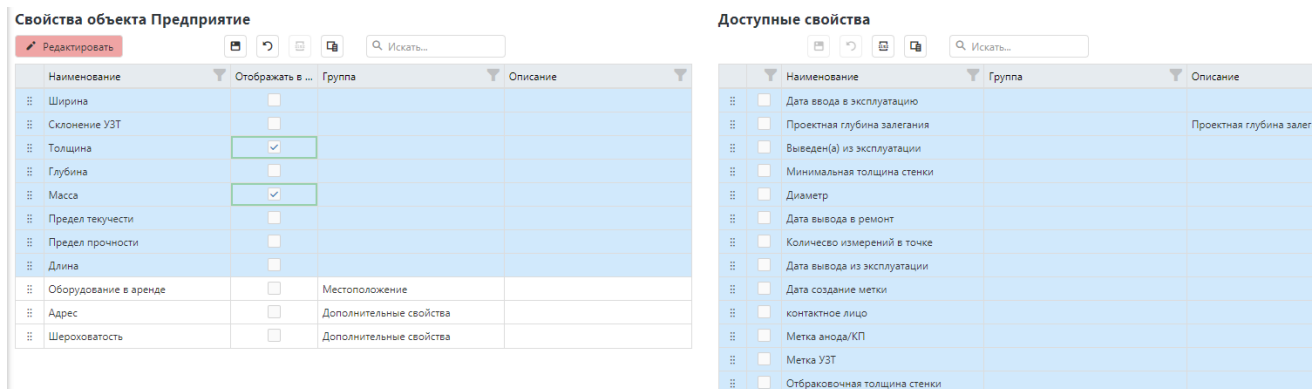 Свойства объекта Предприятие
Редактировать
Искать...
Наименование Отображать в ... Группа Описание
Ширина
Склонение УЗТ
Толщина
Глубина
Масса
Предел текучести
Предел прочности
Длина
Оборудование в аренде Местоположение
Адрес Дополнительные свойства
Шероховатость Дополнительные свойства
Доступные свойства
Искать...
Наименование Группа Описание
Дата ввода в эксплуатацию
Проектная глубина залегания Проектная глубина залег
Выведен(а) из эксплуатации
Минимальная толщина стенки
Диаметр
Дата вывода в ремонт
Количесво измерений в точке
Дата вывода из эксплуатации
Дата создание метки
контактное лицо
Метка анода/КП
Метка УЗТ
Отбраковочная толщина стенки